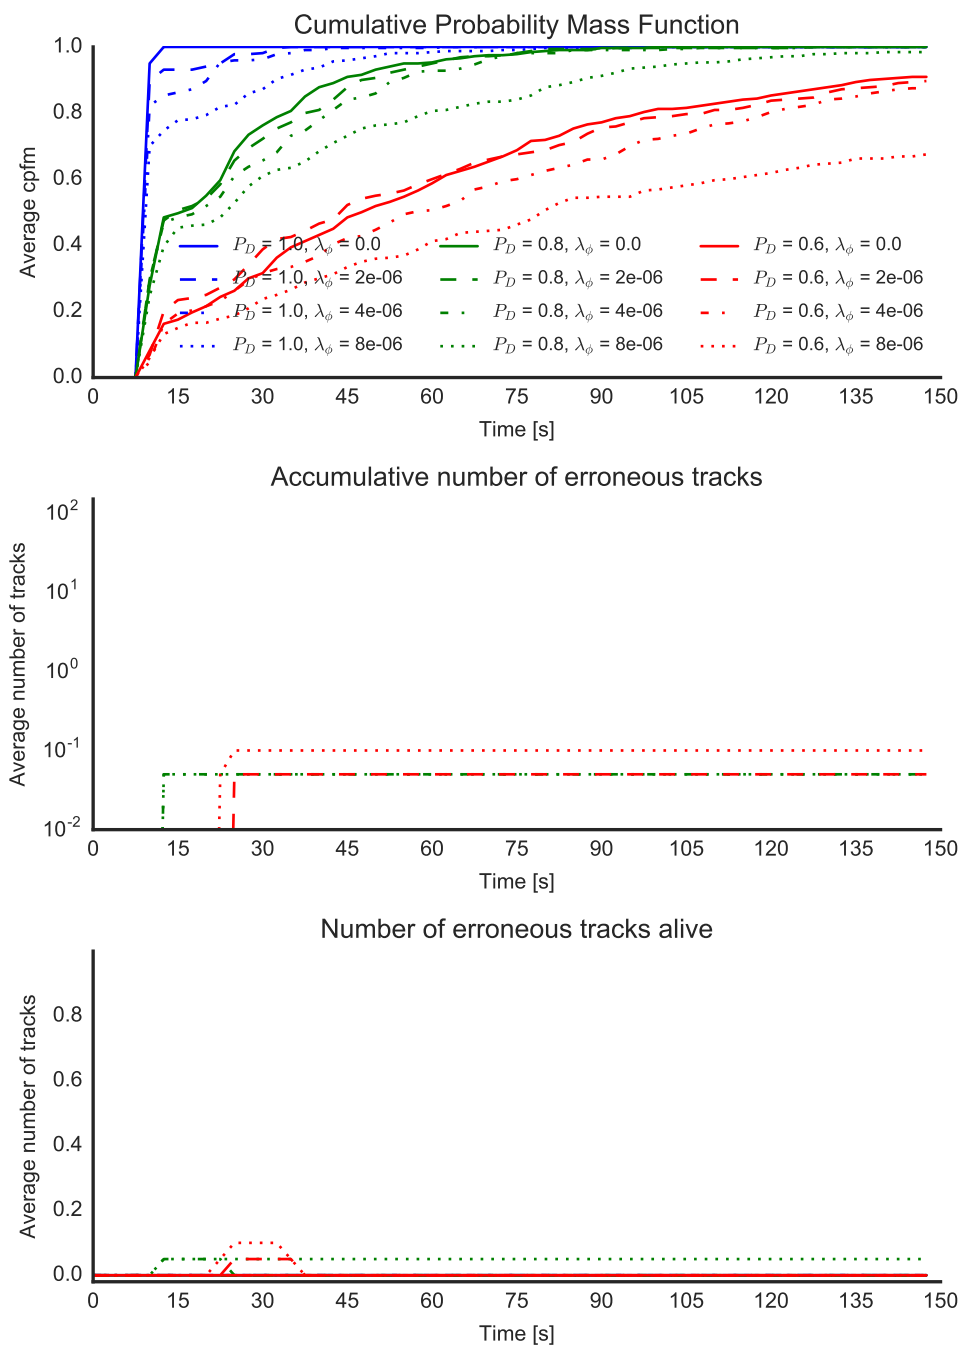 Cumulative Probability Mass Function
1.0
0.8
0.6
0.4
0.2
0.0
Average cpfm
P_D = 1.0, λ_ϕ = 0.0
P_D = 1.0, λ_ϕ = 2e-06
P_D = 1.0, λ_ϕ = 4e-06
P_D = 1.0, λ_ϕ = 8e-06
P_D = 0.8, λ_ϕ = 0.0
P_D = 0.8, λ_ϕ = 2e-06
P_D = 0.8, λ_ϕ = 4e-06
P_D = 0.8, λ_ϕ = 8e-06
P_D = 0.6, λ_ϕ = 0.0
P_D = 0.6, λ_ϕ = 2e-06
P_D = 0.6, λ_ϕ = 4e-06
P_D = 0.6, λ_ϕ = 8e-06
0 15 30 45 60 75 90 105 120 135 150
Time [s]
Accumulative number of erroneous tracks
10^2
10^1
10^0
10^-1
10^-2
Average number of tracks
0 15 30 45 60 75 90 105 120 135 150
Time [s]
Number of erroneous tracks alive
0.8
0.6
0.4
0.2
0.0
Average number of tracks
0 15 30 45 60 75 90 105 120 135 150
Time [s]